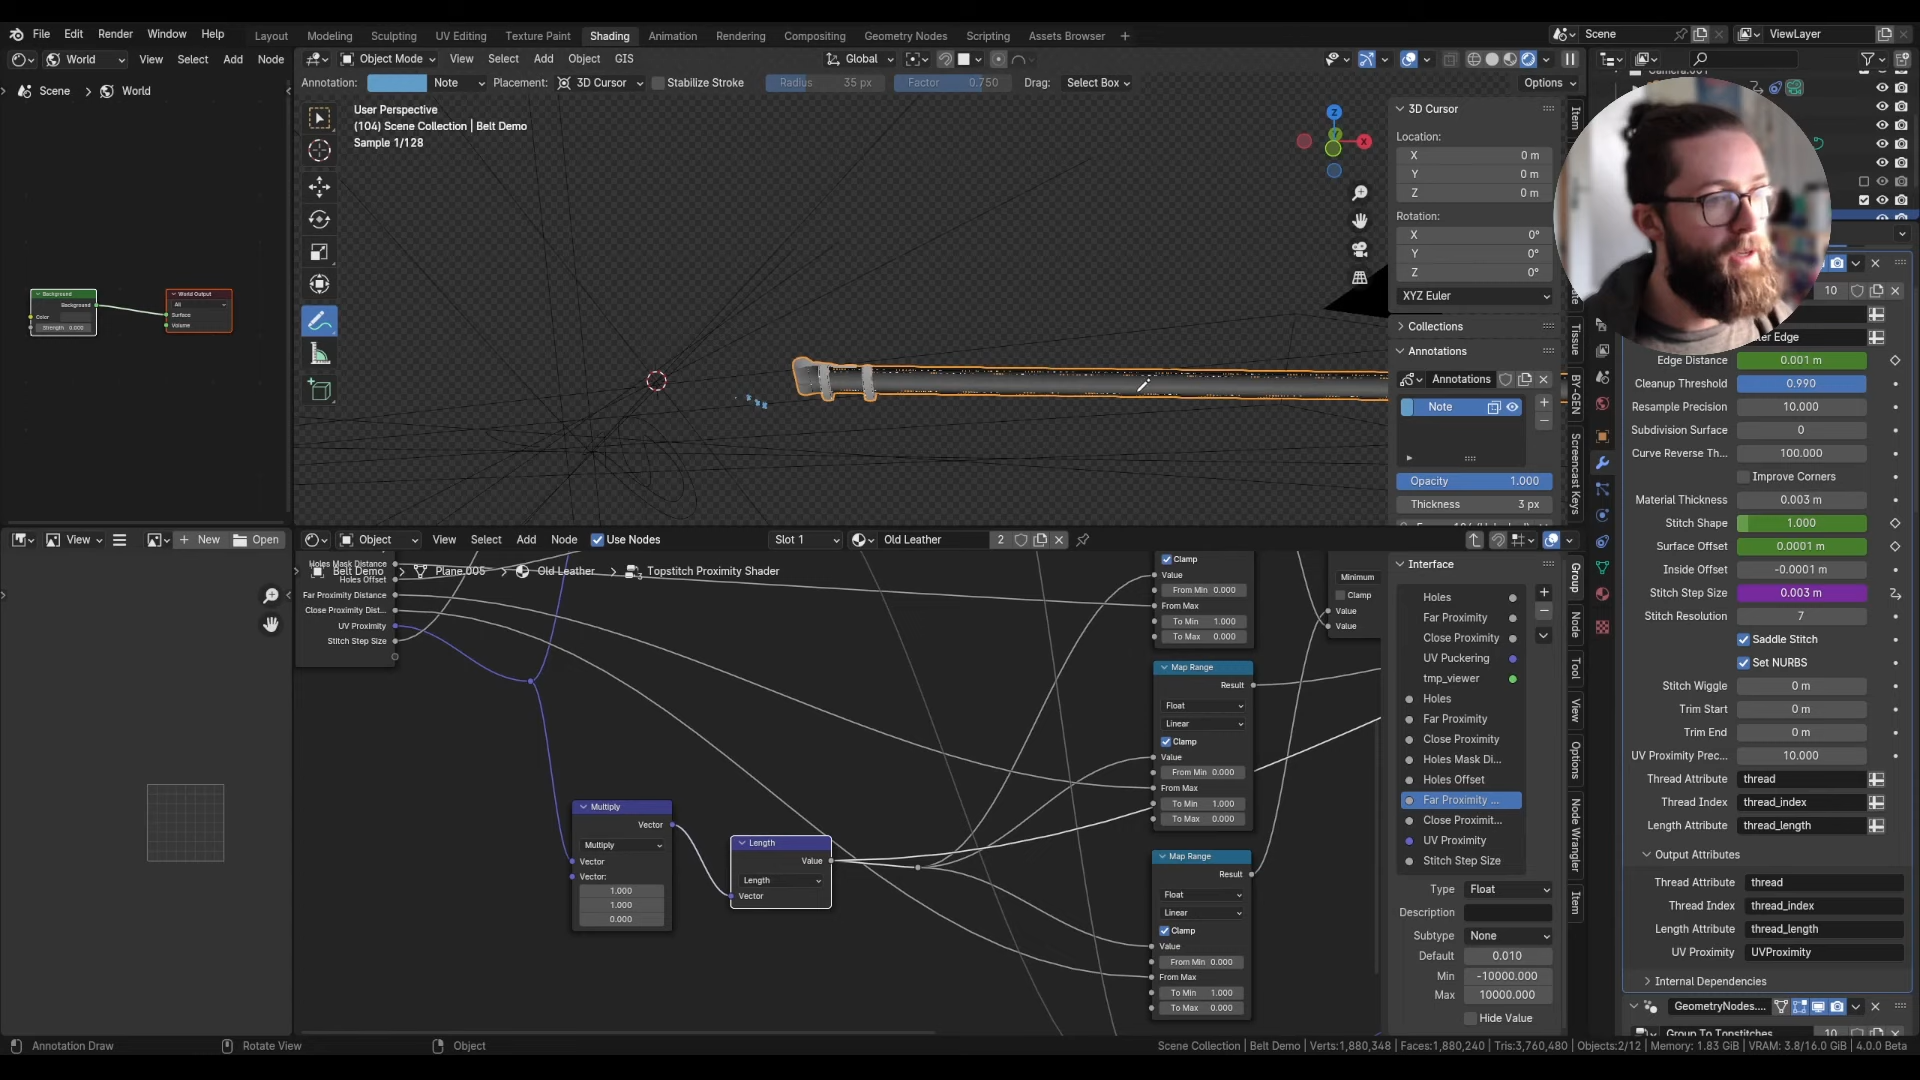 File Edit Render Window Help
Layout Modeling Sculpting UV Editing Texture Paint Shading Animation Rendering Compositing Geometry Nodes Scripting Assets Browser
Scene
ViewLayer
World View Select Add Node
Object Mode View Select Add Object GIS
Global
Annotation: Note Placement: 3D Cursor Stabilize Stroke Radius 35 px Factor 0.750 Drag: Select Box
Options
Scene > World
User Perspective
(104) Scene Collection | Belt Demo
Sample 1/128
Z
X
Background
Background
Color
Strength 0.000
World Output
All
Surface
Volume
3D Cursor
Location:
X 0 m
Y 0 m
Z 0 m
Rotation:
X 0°
Y 0°
Z 0°
XYZ Euler
Collections
Annotations
Annotations
Note
Opacity 1.000
Thickness 3 px
Item
Tissue
BY-GEN
Screencast Keys
10
Edge Distance 0.001 m
Cleanup Threshold 0.990
Resample Precision 10.000
Subdivision Surface 0
Curve Reverse Th... 100.000
Improve Corners
Material Thickness 0.003 m
Stitch Shape 1.000
Surface Offset 0.0001 m
Inside Offset -0.0001 m
Stitch Step Size 0.003 m
Stitch Resolution 7
Saddle Stitch
Set NURBS
Stitch Wiggle 0 m
Trim Start 0 m
Trim End 0 m
UV Proximity Prec... 10.000
Thread Attribute thread
Thread Index thread_index
Length Attribute thread_length
Output Attributes
Thread Attribute thread
Thread Index thread_index
Length Attribute thread_length
UV Proximity UVProximity
Internal Dependencies
GeometryNodes....
Group To Topstitches 10
View New Open
Object View Select Add Node Use Nodes Slot 1 Old Leather 2
Belt Demo > Plane.005 > Old Leather > Topstitch Proximity Shader
Holes Mask Distance
Holes Offset
Far Proximity Distance
Close Proximity Dist...
UV Proximity
Stitch Step Size
Multiply
Vector
Multiply
Vector
Vector:
1.000
1.000
0.000
Length
Value
Length
Vector
Clamp
Value
From Min 0.000
From Max
To Min 1.000
To Max 0.000
Minimum
Clamp
Value
Value
Map Range
Result
Float
Linear
Clamp
Value
From Min 0.000
From Max
To Min 1.000
To Max 0.000
Map Range
Result
Float
Linear
Clamp
Value
From Min 0.000
From Max
To Min 1.000
To Max 0.000
Interface
Holes
Far Proximity
Close Proximity
UV Puckering
tmp_viewer
Holes
Far Proximity
Close Proximity
Holes Mask Di...
Holes Offset
Far Proximity ...
Close Proximit...
UV Proximity
Stitch Step Size
Type Float
Description
Subtype None
Default 0.010
Min -10000.000
Max 10000.000
Hide Value
Group
Node
Tool
View
Options
Node Wrangler
Item
Annotation Draw Rotate View Object
Scene Collection | Belt Demo | Verts:1,880,348 | Faces:1,880,240 | Tris:3,760,480 | Objects:2/12 | Memory: 1.83 GiB | VRAM: 3.8/16.0 GiB | 4.0.0 Beta